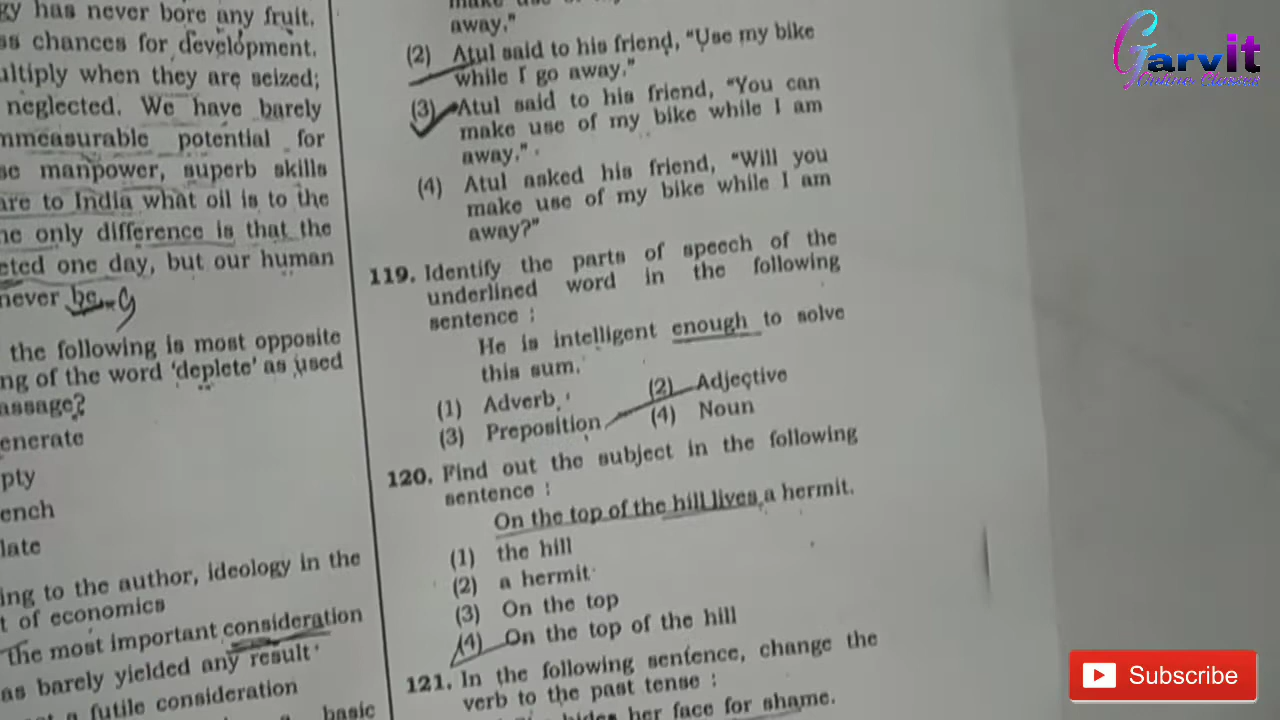 gy has never bore any fruit.
ss chances for development.
ultiply when they are seized;
neglected. We have barely
mmeasurable potential for
se manpower, superb skills
are to India what oil is to the
he only difference is that the
eted one day, but our human
never be.
the following is most opposite
ng of the word 'deplete' as used
assage?
enerate
pty
ench
late
ing to the author, ideology in the
t of economics
the most important consideration
as barely yielded any result
a futile consideration
basic
away."
(2) Atul said to his friend, "Use my bike
while I go away."
(3) Atul said to his friend, "You can
make use of my bike while I am
away."
(4) Atul asked his friend, "Will you
make use of my bike while I am
away?"
119. Identify the parts of speech of the
underlined word in the following
sentence :
He is intelligent enough to solve
this sum.
(1) Adverb (2) Adjective
(3) Preposition (4) Noun
120. Find out the subject in the following
sentence :
On the top of the hill lives a hermit.
(1) the hill
(2) a hermit
(3) On the top
(4) On the top of the hill
121. In the following sentence, change the
verb to the past tense :
hides her face for shame.
Garvit
Online Classes
Subscribe